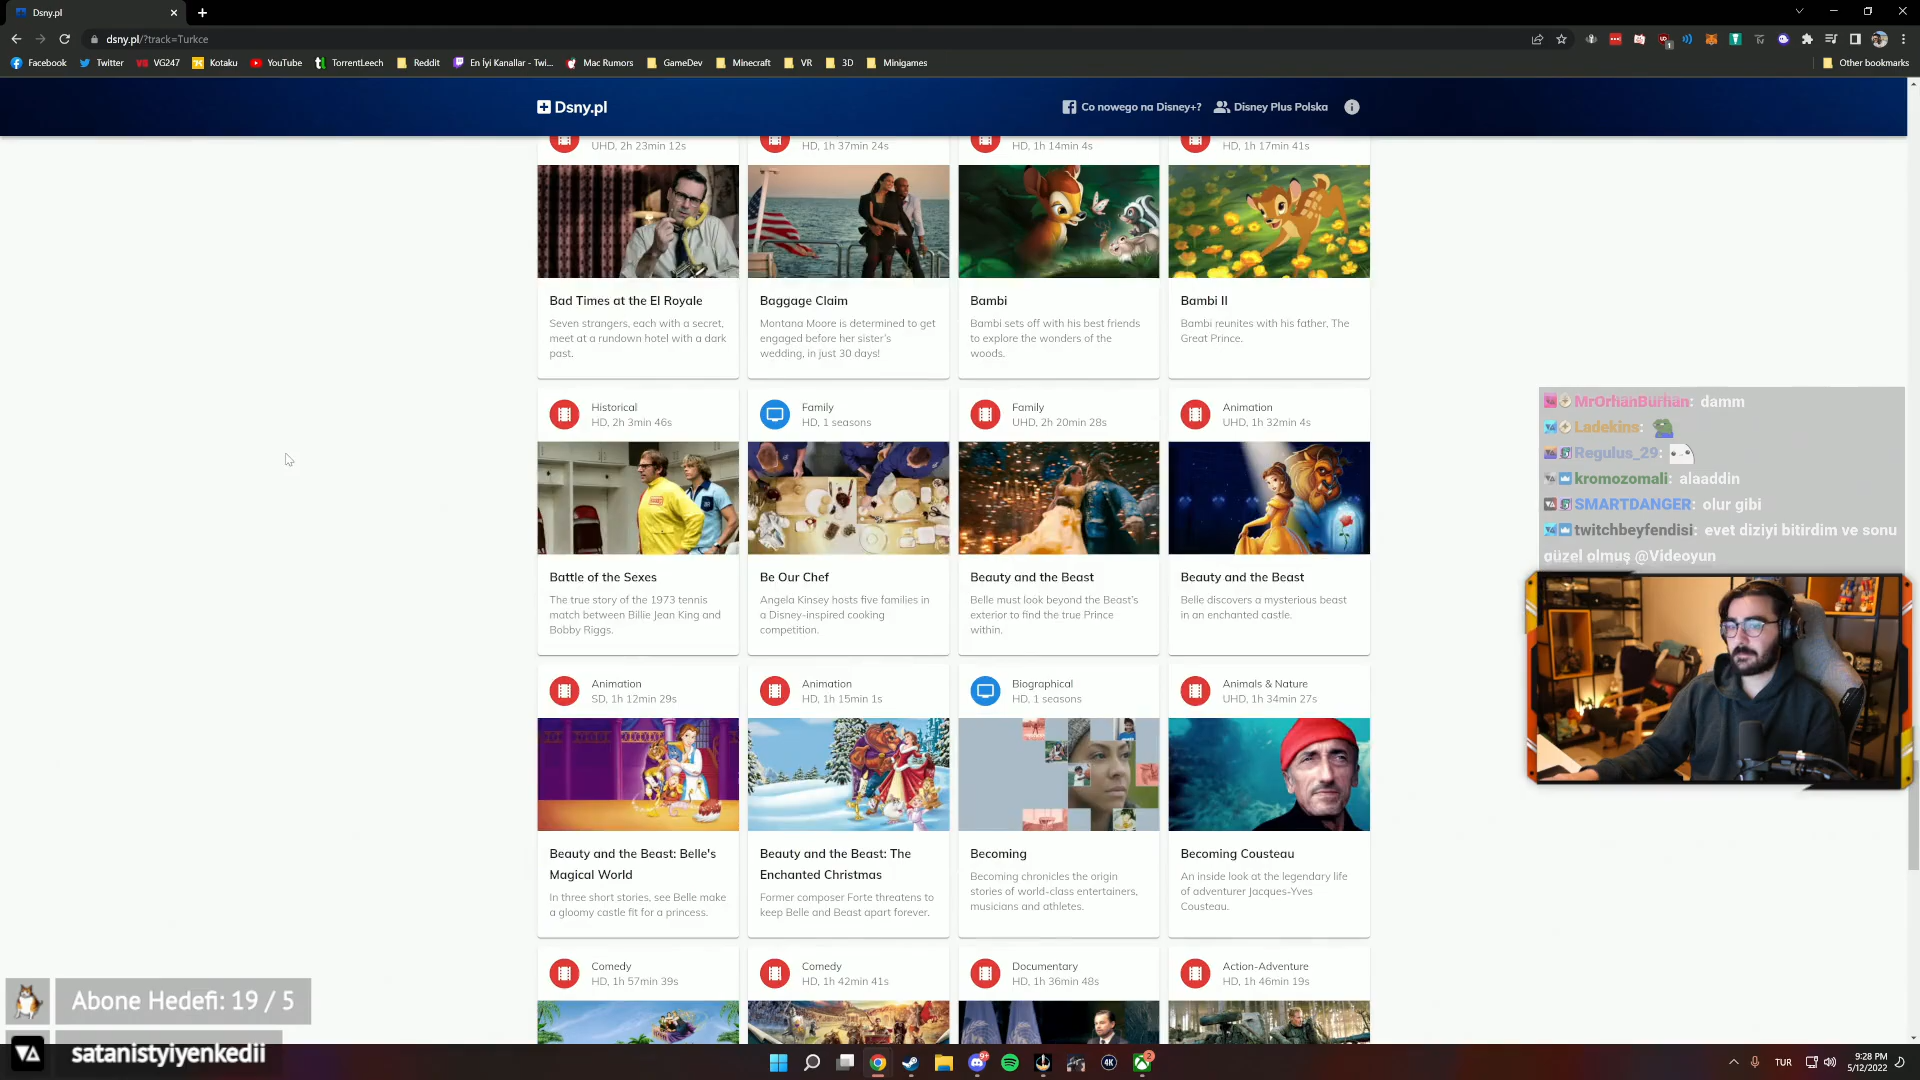 Dsny.pl
dsny.pl/?track=Turkce
Facebook
Twitter
VG247
Kotaku
YouTube
TorrentLeech
Reddit
En İyi Kanallar - Twi...
Mac Rumors
GameDev
Minecraft
VR
3D
Minigames
Other bookmarks
Dsny.pl
Co nowego na Disney+?
Disney Plus Polska
UHD, 2h 23min 12s
HD, 1h 37min 24s
HD, 1h 14min 4s
HD, 1h 17min 41s
Bad Times at the El Royale
Seven strangers, each with a secret,
meet at a rundown hotel with a dark
past.
Baggage Claim
Montana Moore is determined to get
engaged before her sister's
wedding, in just 30 days!
Bambi
Bambi sets off with his best friends
to explore the wonders of the
woods.
Bambi II
Bambi reunites with his father, The
Great Prince.
Historical
HD, 2h 3min 46s
Family
HD, 1 seasons
Family
UHD, 2h 20min 28s
Animation
UHD, 1h 32min 4s
Battle of the Sexes
The true story of the 1973 tennis
match between Billie Jean King and
Bobby Riggs.
Be Our Chef
Angela Kinsey hosts five families in
a Disney-inspired cooking
competition.
Beauty and the Beast
Belle must look beyond the Beast's
exterior to find the true Prince
within.
Beauty and the Beast
Belle discovers a mysterious beast
in an enchanted castle.
Animation
SD, 1h 12min 29s
Animation
HD, 1h 15min 1s
Biographical
HD, 1 seasons
Animals & Nature
UHD, 1h 34min 27s
Beauty and the Beast: Belle's
Magical World
In three short stories, see Belle make
a gloomy castle fit for a princess.
Beauty and the Beast: The
Enchanted Christmas
Former composer Forte threatens to
keep Belle and Beast apart forever.
Becoming
Becoming chronicles the origin
stories of world-class entertainers,
musicians and athletes.
Becoming Cousteau
An inside look at the legendary life
of adventurer Jacques-Yves
Cousteau.
Comedy
HD, 1h 57min 39s
Comedy
HD, 1h 42min 41s
Documentary
HD, 1h 36min 48s
Action-Adventure
HD, 1h 46min 19s
MrOrhanBurhan: damm
Ladekins:
Regulus_29:
kromozomali: alaaddin
SMARTDANGER: olur gibi
twitchbeyfendisi: evet diziyi bitirdim ve sonu
güzel olmuş @Videoyun
Abone Hedefi: 19 / 5
satanistyiyenkedii
4K
9+
2
TUR
9:28 PM
5/12/2022